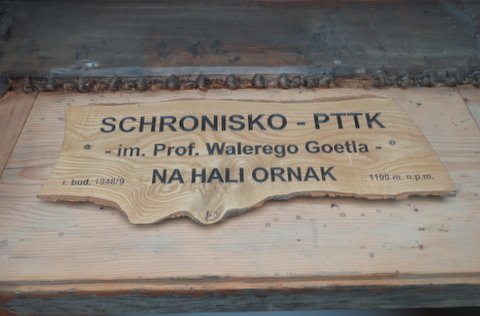 SCHRONISKO - PTTK
- im. Prof. Walerego Goetla -
NA HALI ORNAK
r. bud. 1948/9
1100 m. n.p.m.